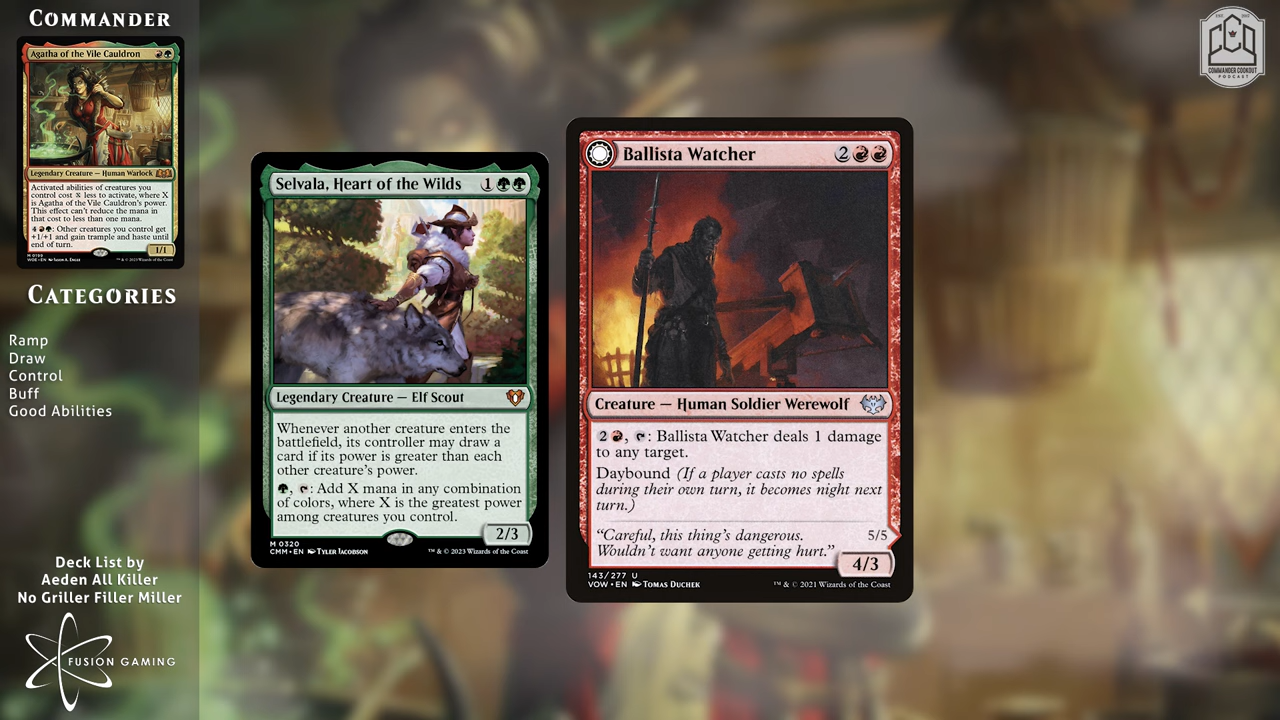 COMMANDER
Agatha of the Vile Cauldron
Legendary Creature — Human Warlock
Activated abilities of creatures you
control cost X less to activate, where X
is Agatha of the Vile Cauldron's power.
This effect can't reduce the mana in
that cost to less than one mana.
4: Other creatures you control get
+1/+1 and gain trample and haste until
end of turn.
1/1
CATEGORIES
Ramp
Draw
Control
Buff
Good Abilities
Deck List by
Aeden All Killer
No Griller Filler Miller
FUSION GAMING
Selvala, Heart of the Wilds 1
Legendary Creature — Elf Scout
Whenever another creature enters the
battlefield, its controller may draw a
card if its power is greater than each
other creature's power.
, : Add X mana in any combination
of colors, where X is the greatest power
among creatures you control.
2/3
M 0320
CMM • EN TYLER JACOBSON ™ & © 2023 Wizards of the Coast
Ballista Watcher 2
Creature — Human Soldier Werewolf
2 , : Ballista Watcher deals 1 damage
to any target.
Daybound (If a player casts no spells
during their own turn, it becomes night next
turn.)
"Careful, this thing's dangerous.
Wouldn't want anyone getting hurt."
5/5
4/3
143/277 U
VOW • EN TOMAS DUCHEK ™ & © 2021 Wizards of the Coast
CCO
COMMANDER COOKOUT
PODCAST